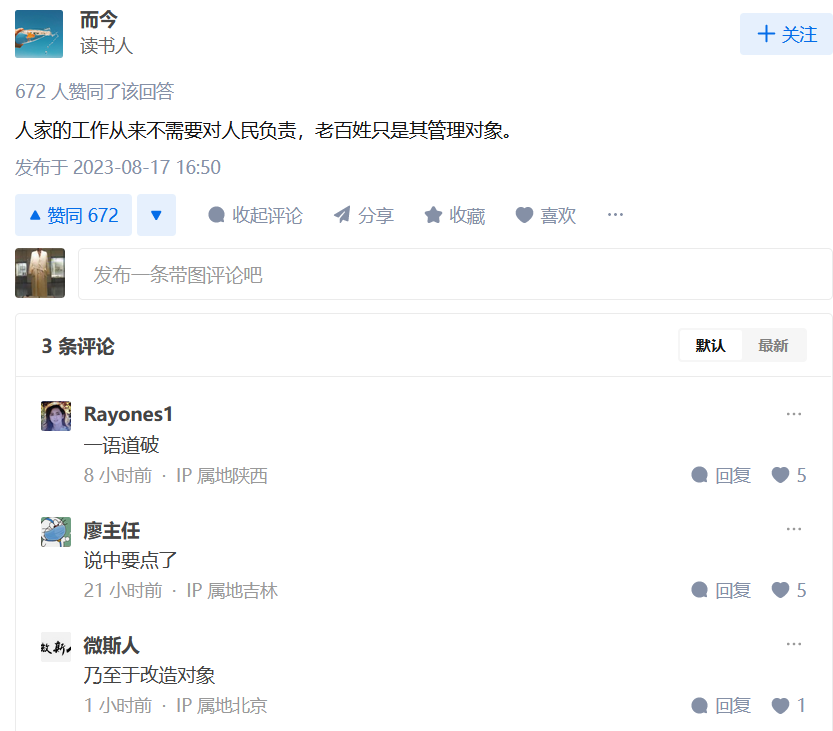 而今
读书人
关注
672 人赞同了该回答
人家的工作从来不需要对人民负责，老百姓只是其管理对象。
发布于 2023-08-17 16:50
赞同 672 收起评论 分享 收藏 喜欢
发布一条带图评论吧
3 条评论 默认 最新
Rayones1
一语道破
8 小时前 · IP 属地陕西 回复 5
廖主任
说中要点了
21 小时前 · IP 属地吉林 回复 5
微斯人
乃至于改造对象
1 小时前 · IP 属地北京 回复 1